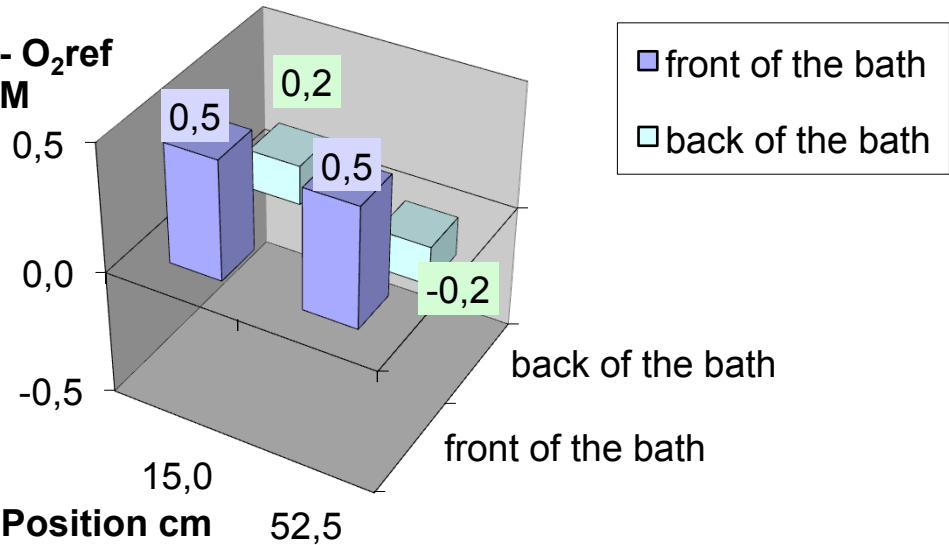 - O₂ref
M
0,5
0,0
-0,5
0,5
0,2
0,5
-0,2
front of the bath
back of the bath
back of the bath
front of the bath
15,0
52,5
Position cm